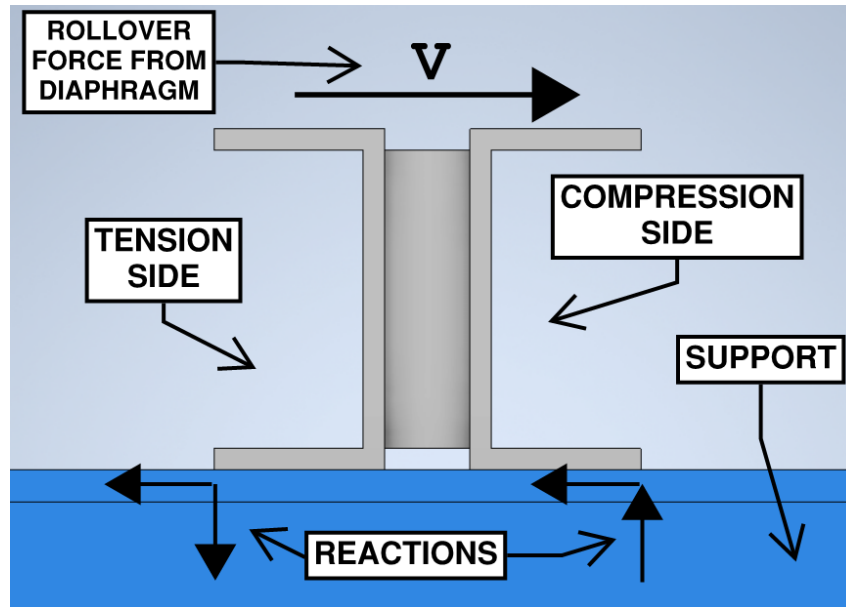 ROLLOVER
FORCE FROM
DIAPHRAGM
V
TENSION
SIDE
COMPRESSION
SIDE
SUPPORT
REACTIONS